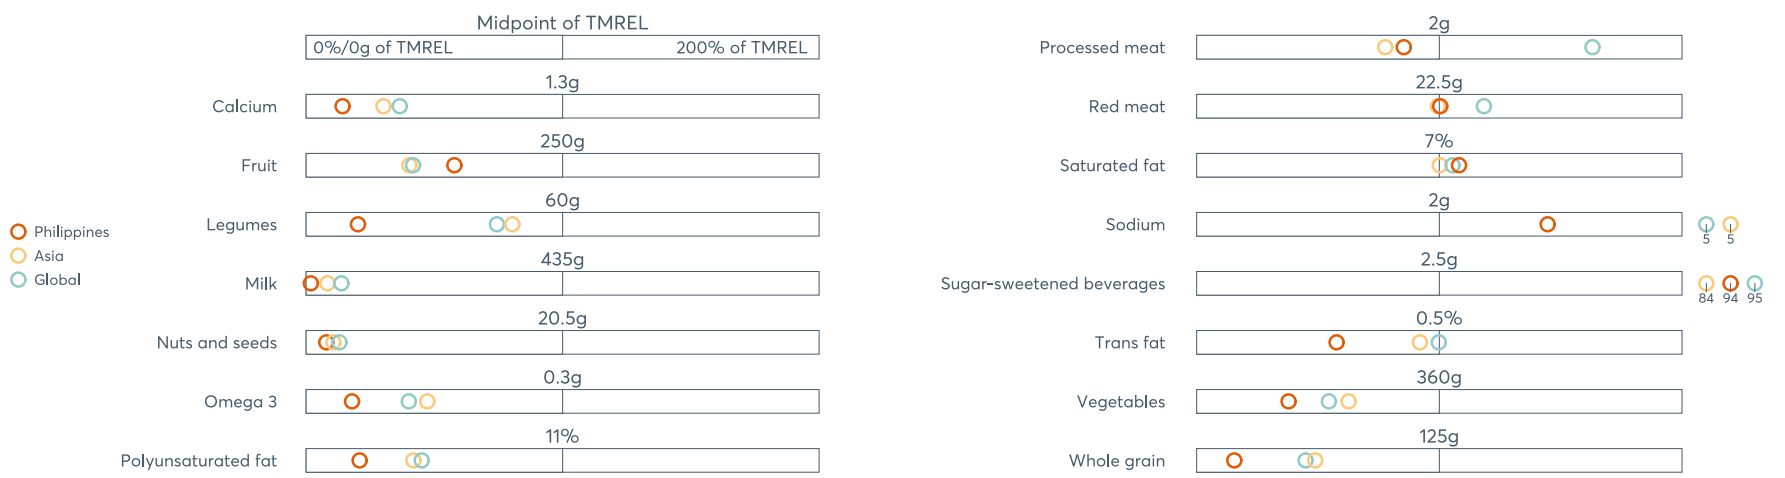 Midpoint of TMREL
0%/0g of TMREL 200% of TMREL
1.3g
Calcium
250g
Fruit
60g
Legumes
Philippines
Asia
Global
435g
Milk
20.5g
Nuts and seeds
0.3g
Omega 3
11%
Polyunsaturated fat
2g
Processed meat
22.5g
Red meat
7%
Saturated fat
2g
Sodium
5 5
2.5g
Sugar-sweetened beverages
84 94 95
0.5%
Trans fat
360g
Vegetables
125g
Whole grain